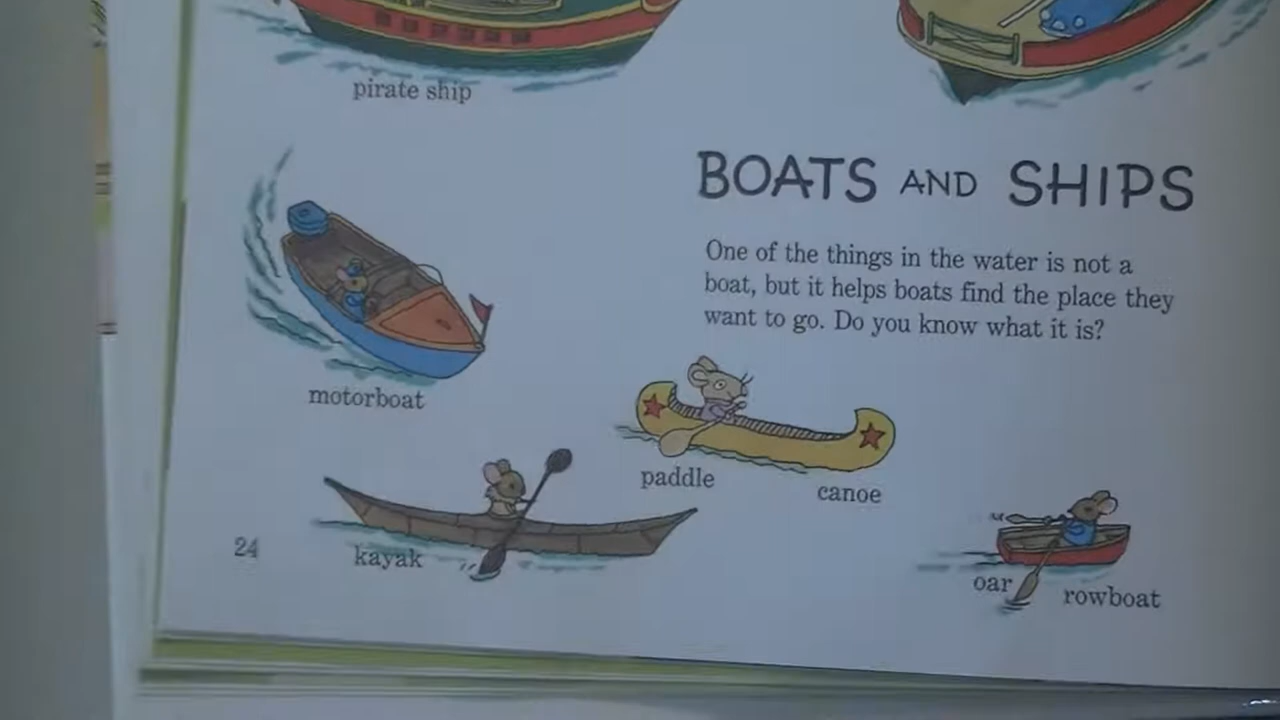 pirate ship
BOATS AND SHIPS
One of the things in the water is not a
boat, but it helps boats find the place they
want to go. Do you know what it is?
motorboat
paddle
canoe
kayak
oar
rowboat
24